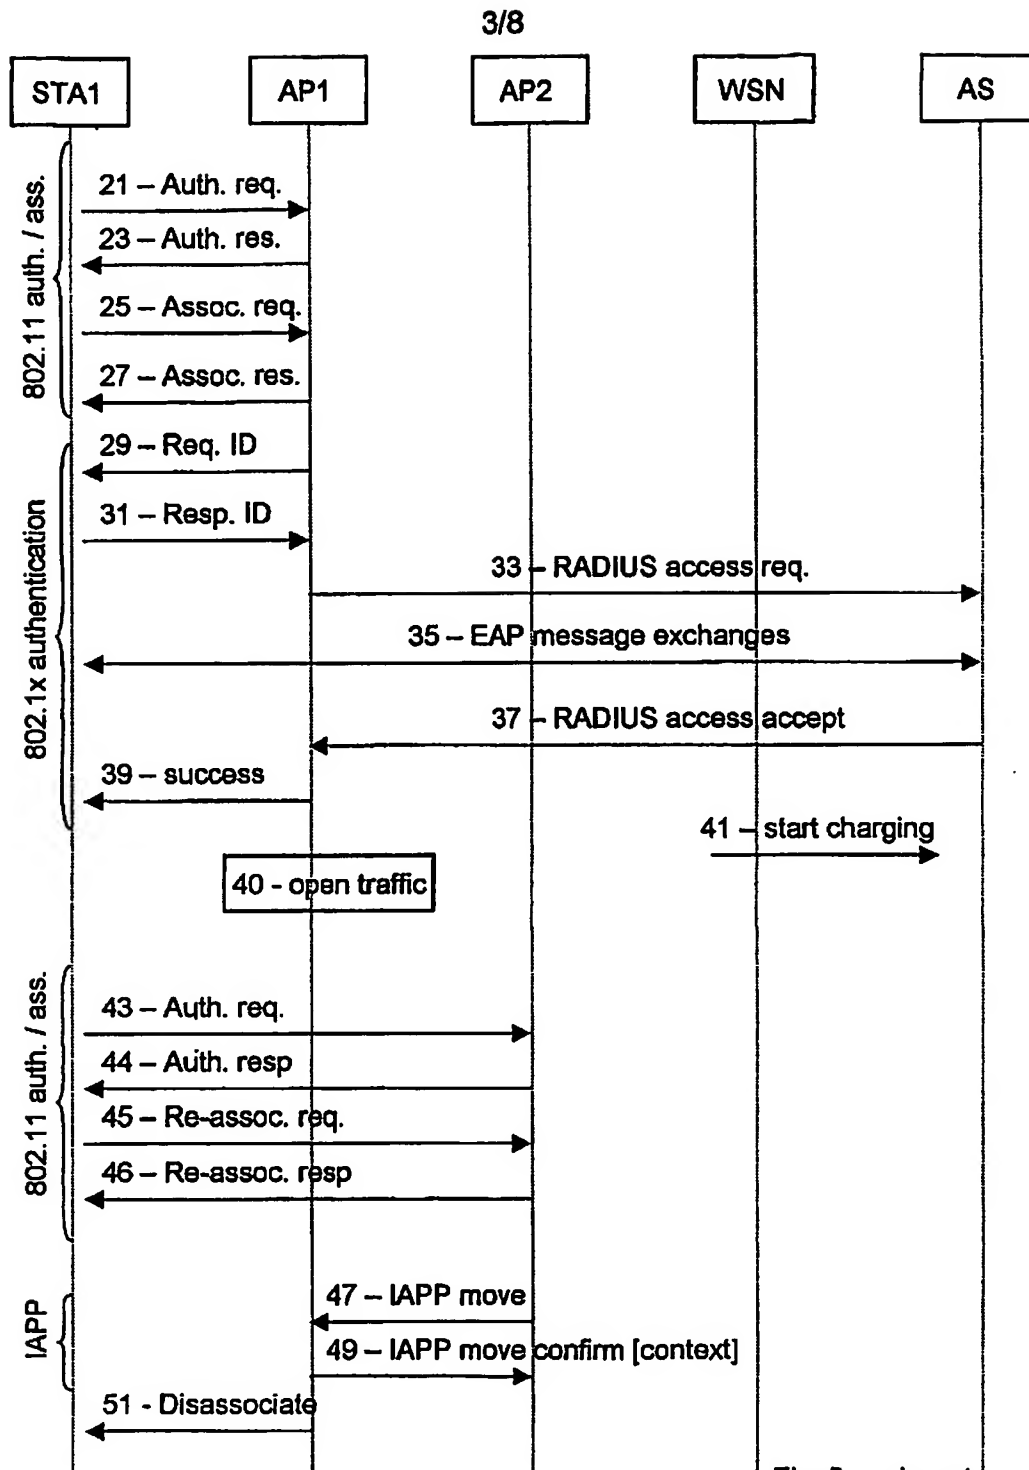 3/8
STA1 AP1 AP2 WSN AS
802.11 auth. / ass.
21 – Auth. req.
23 – Auth. res.
25 – Assoc. req.
27 – Assoc. res.
802.1x authentication
29 – Req. ID
31 – Resp. ID
33 – RADIUS access req.
35 – EAP message exchanges
37 – RADIUS access accept
39 – success
41 – start charging
40 - open traffic
802.11 auth. / ass.
43 – Auth. req.
44 – Auth. resp
45 – Re-assoc. req.
46 – Re-assoc. resp
IAPP
47 – IAPP move
49 – IAPP move confirm [context]
51 - Disassociate